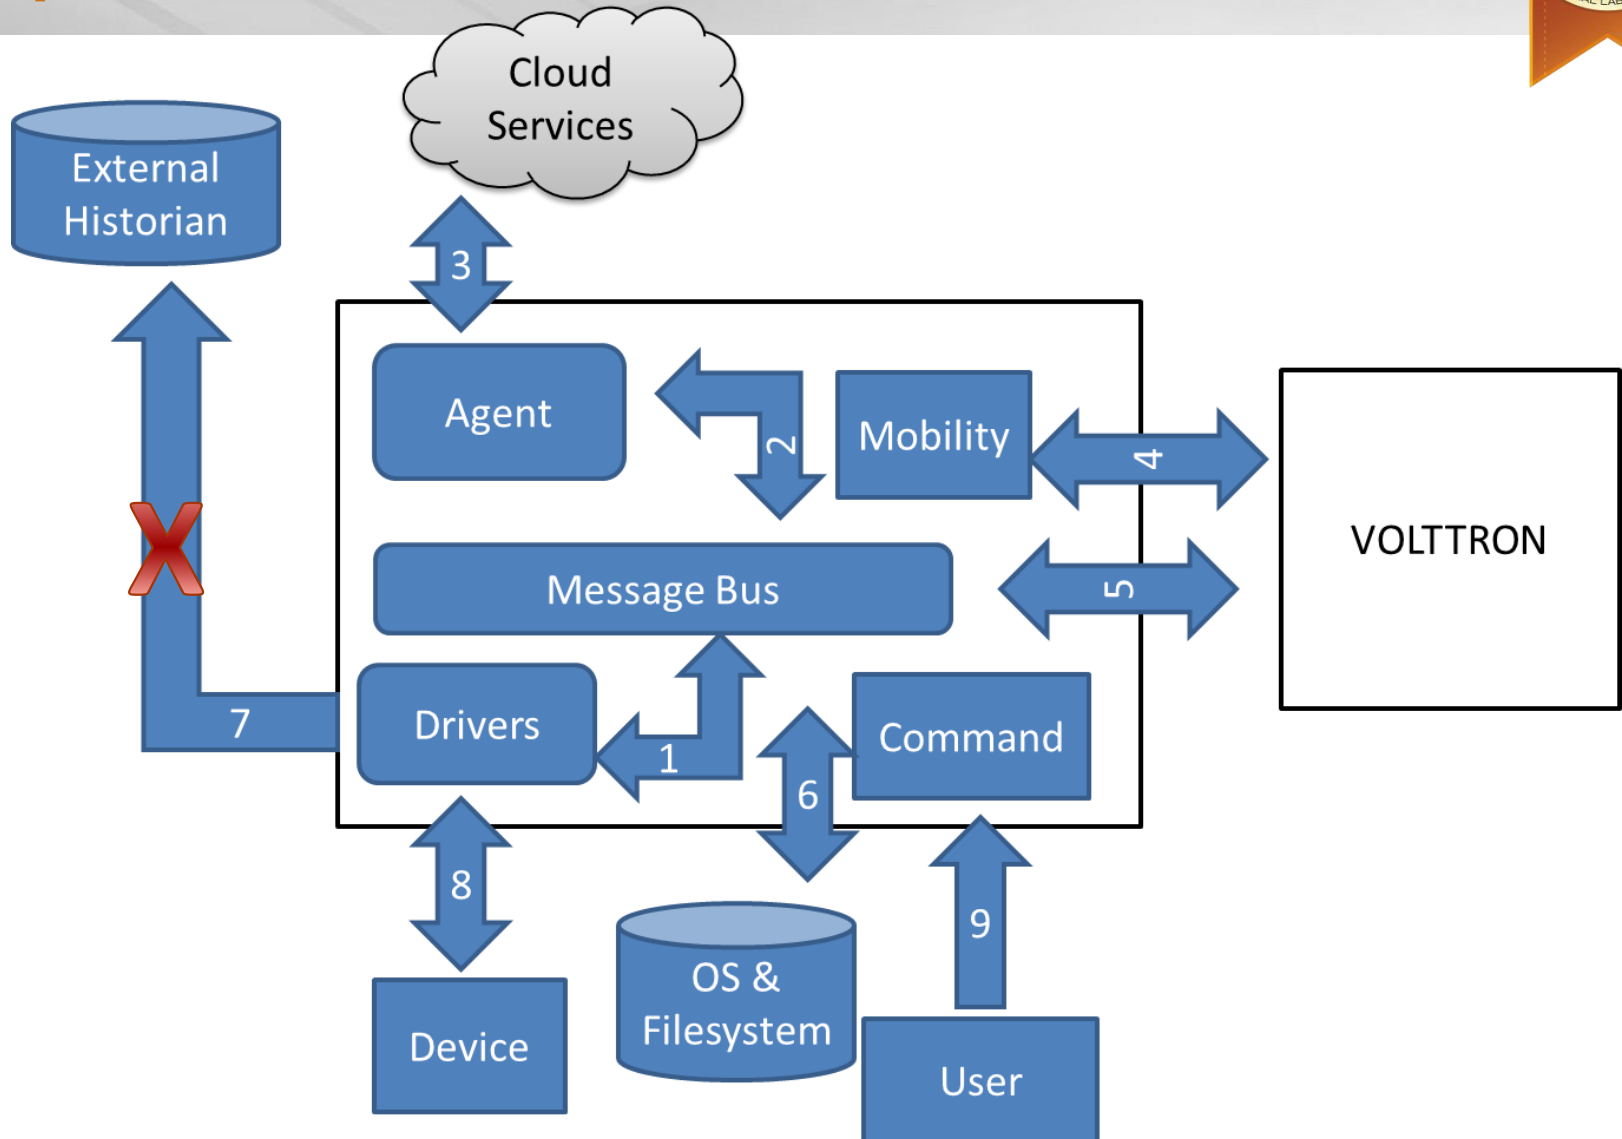 Cloud
Services
External
Historian
3
Agent
2
Mobility
4
VOLTTRON
Message Bus
5
Drivers
7
1
Command
6
8
9
OS &
Filesystem
Device
User